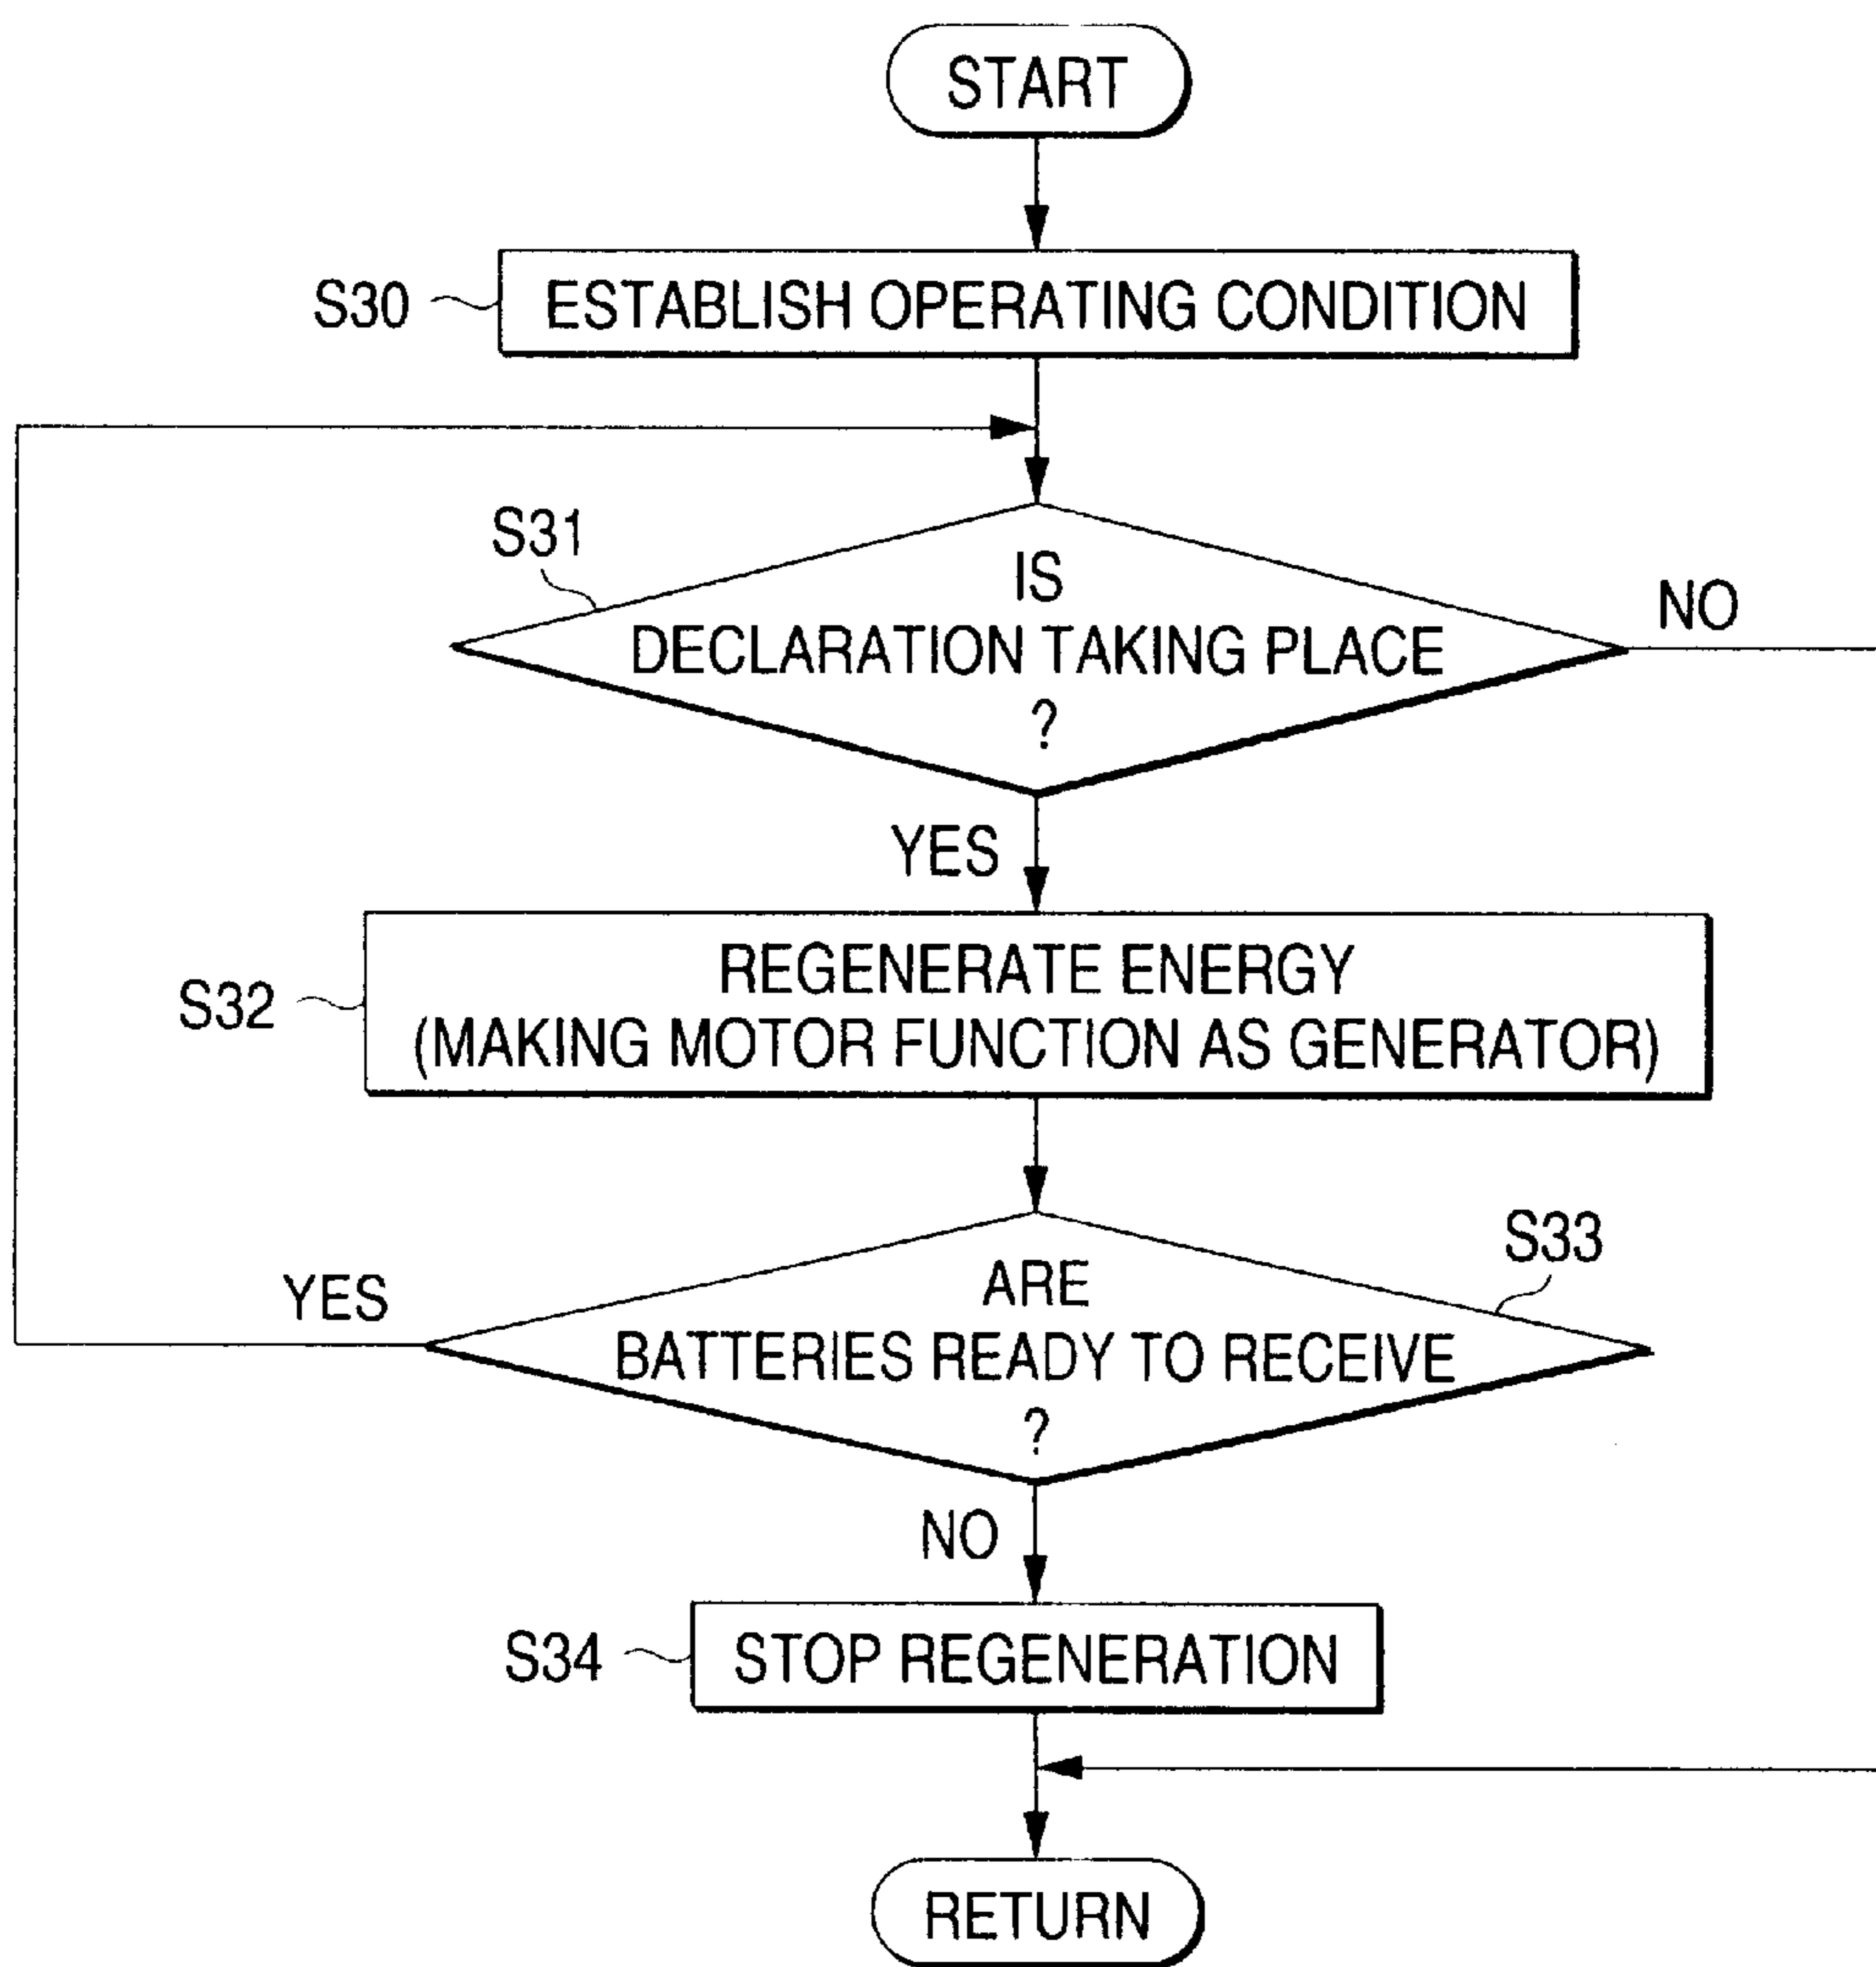 START
S30
ESTABLISH OPERATING CONDITION
S31
IS
DECLARATION TAKING PLACE
?
NO
YES
S32
REGENERATE ENERGY
(MAKING MOTOR FUNCTION AS GENERATOR)
S33
ARE
BATTERIES READY TO RECEIVE
?
YES
NO
S34
STOP REGENERATION
RETURN